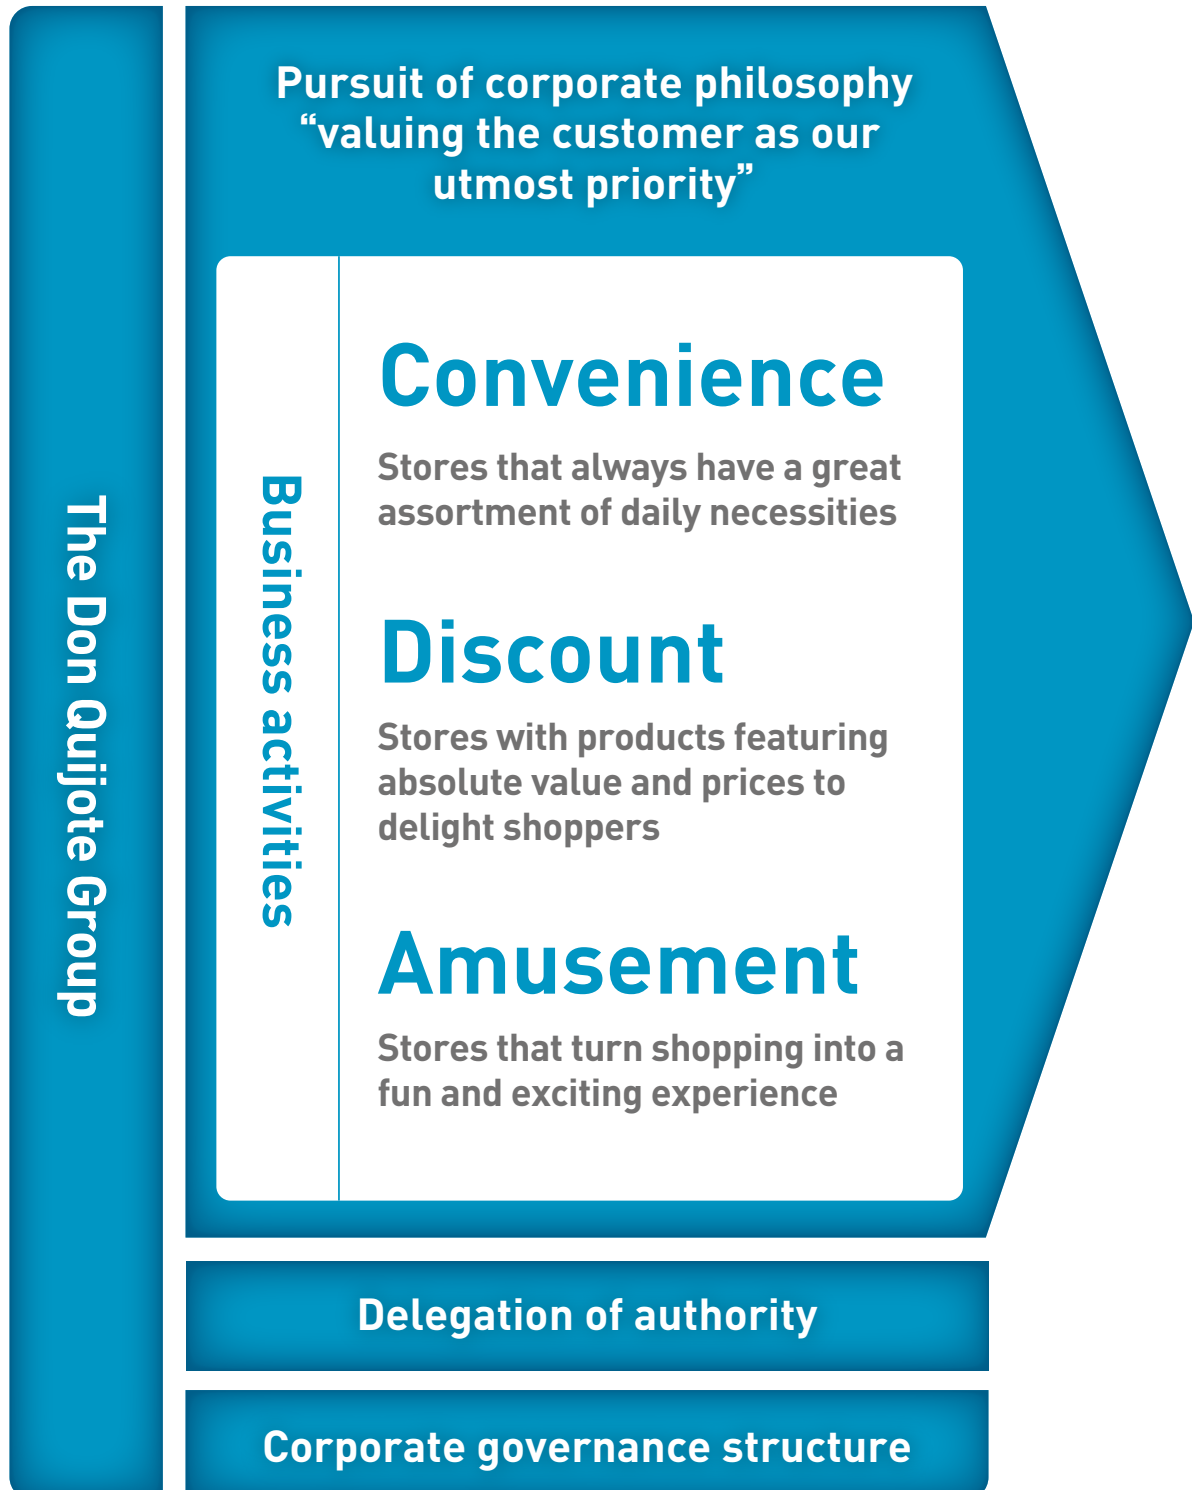 The Don Quijote Group
Pursuit of corporate philosophy
“valuing the customer as our
utmost priority”
Business activities
Convenience
Stores that always have a great
assortment of daily necessities
Discount
Stores with products featuring
absolute value and prices to
delight shoppers
Amusement
Stores that turn shopping into a
fun and exciting experience
Delegation of authority
Corporate governance structure